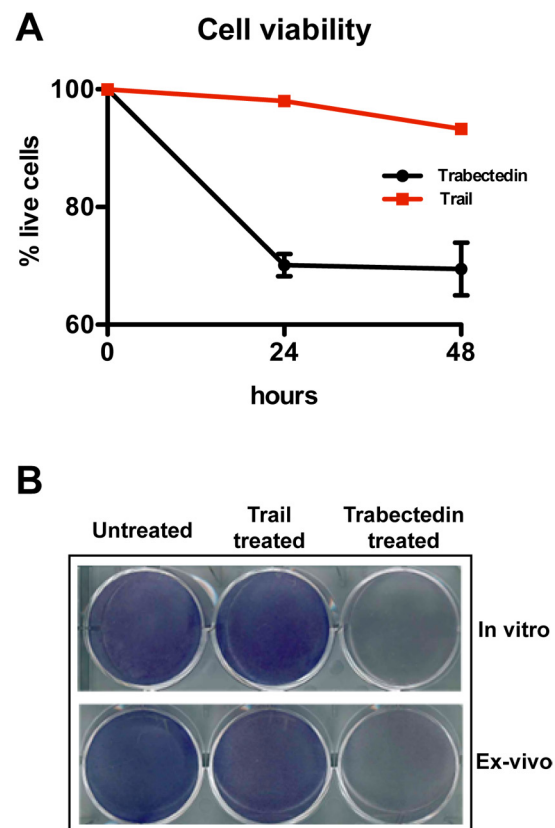 A
Cell viability
100
80
60
% live cells
Trabectedin
Trail
0 24 48
hours
B
Untreated
Trail
treated
Trabectedin
treated
In vitro
Ex-vivo